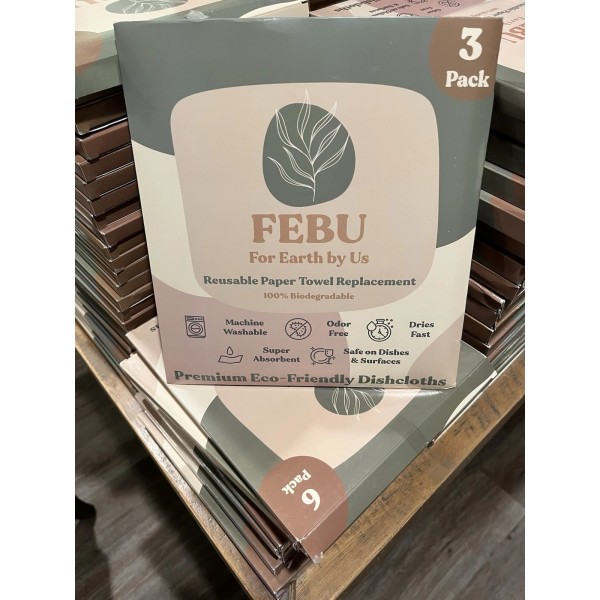 3
Pack
FEBU
For Earth by Us
Reusable Paper Towel Replacement
100% Biodegradable
Machine
Washable
Odor
Free
Dries
Fast
Super
Absorbent
Safe on Dishes
& Surfaces
Premium Eco-Friendly Dishcloths
FEBU
6
Pack